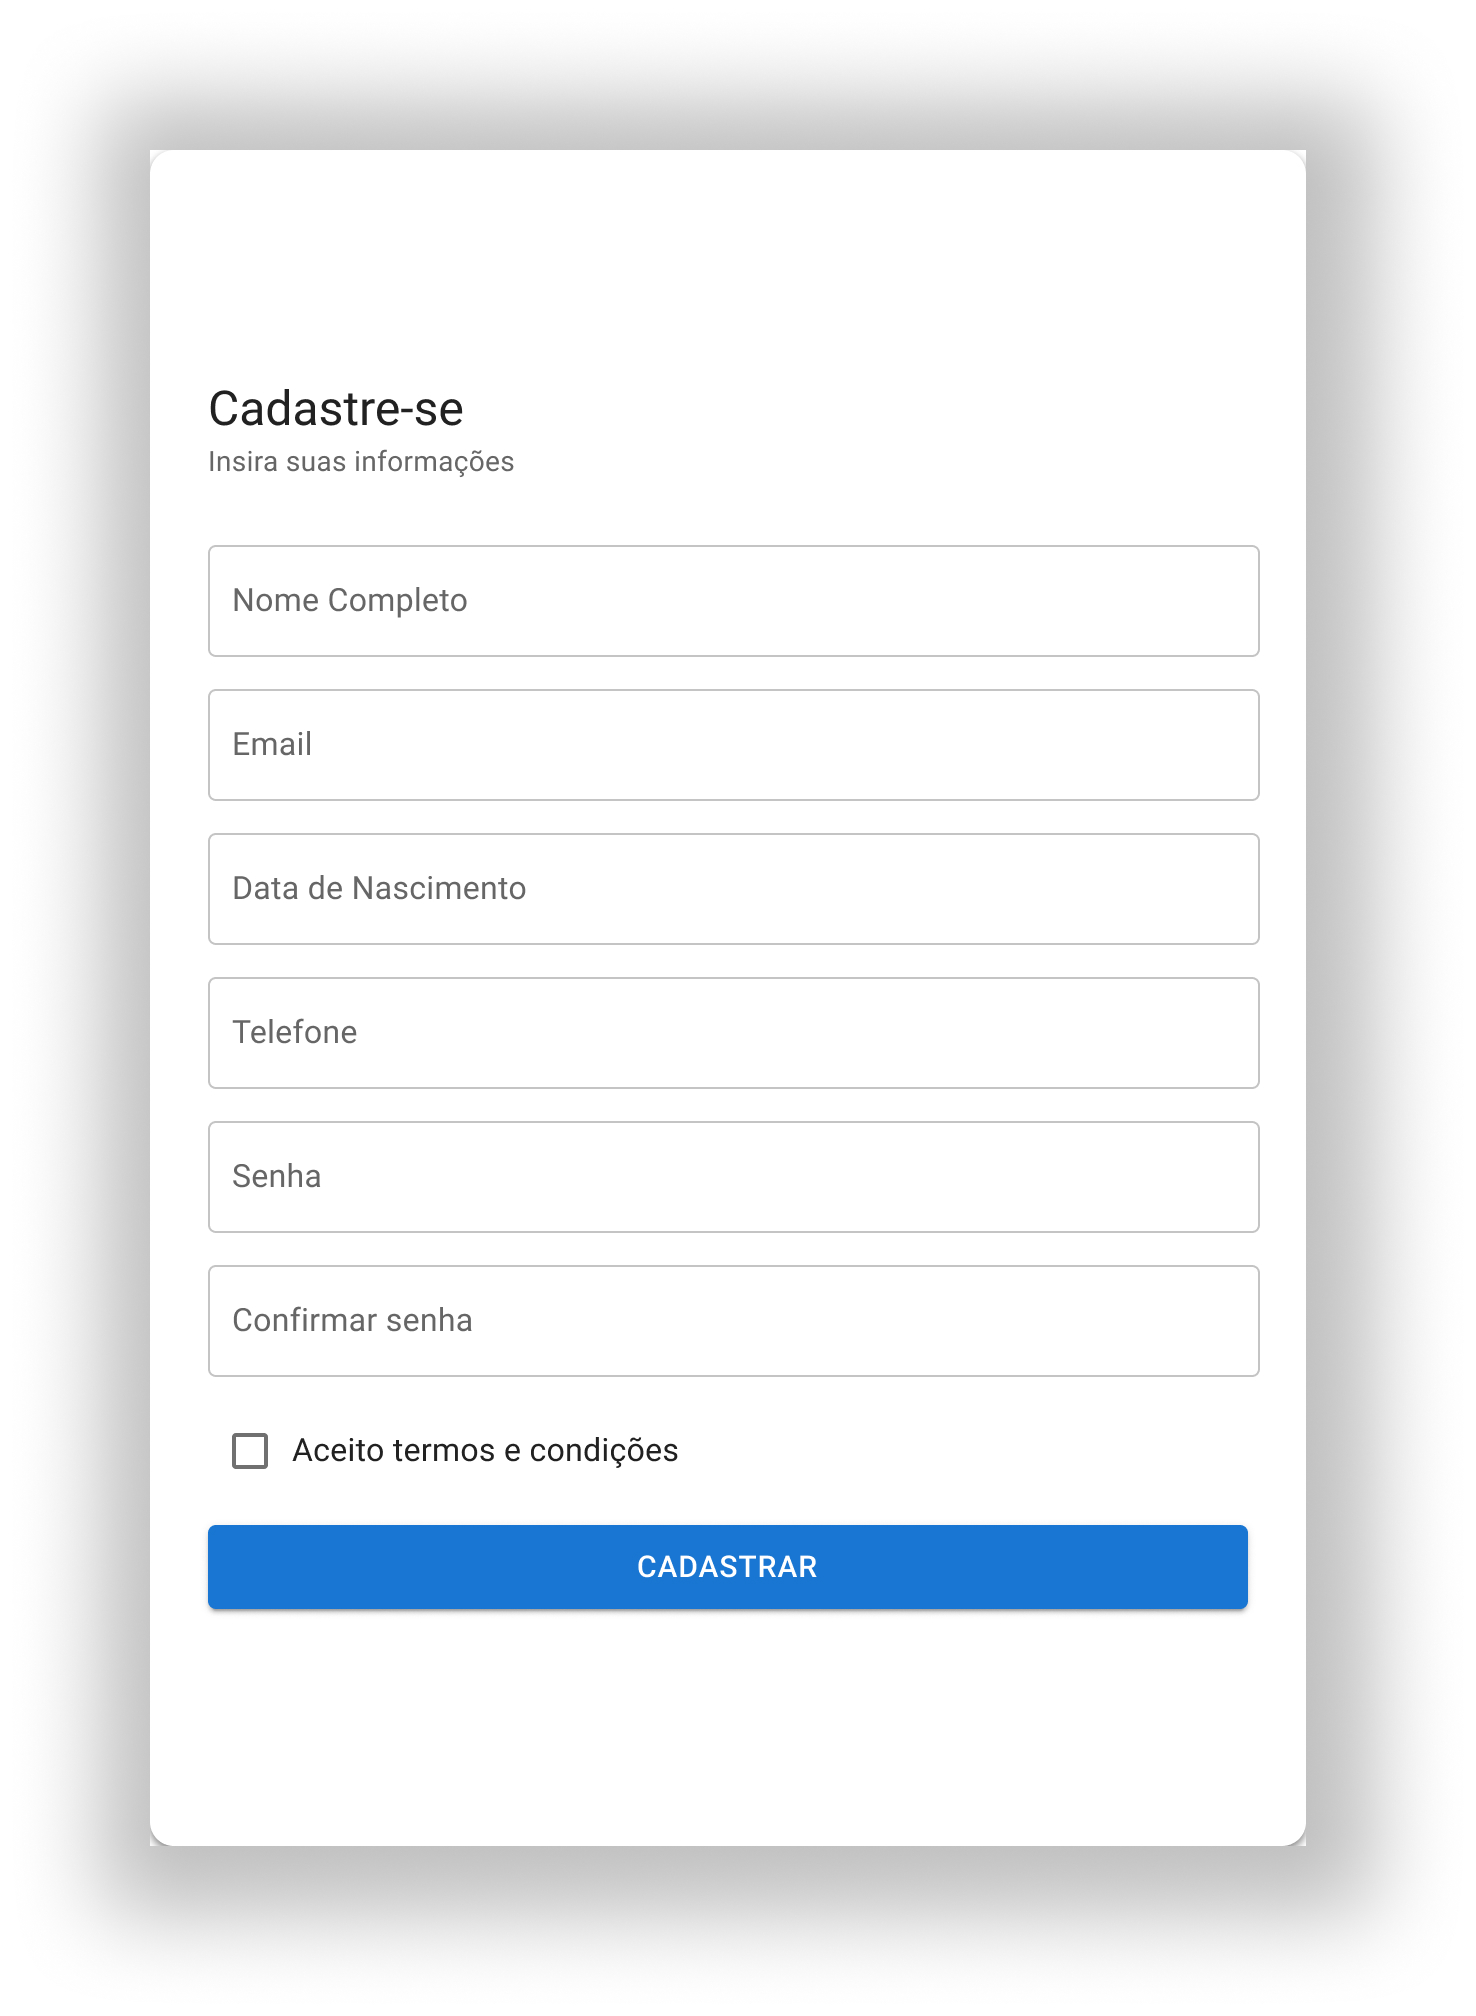 Cadastre-se
Insira suas informações
Nome Completo
Email
Data de Nascimento
Telefone
Senha
Confirmar senha
Aceito termos e condições
CADASTRAR